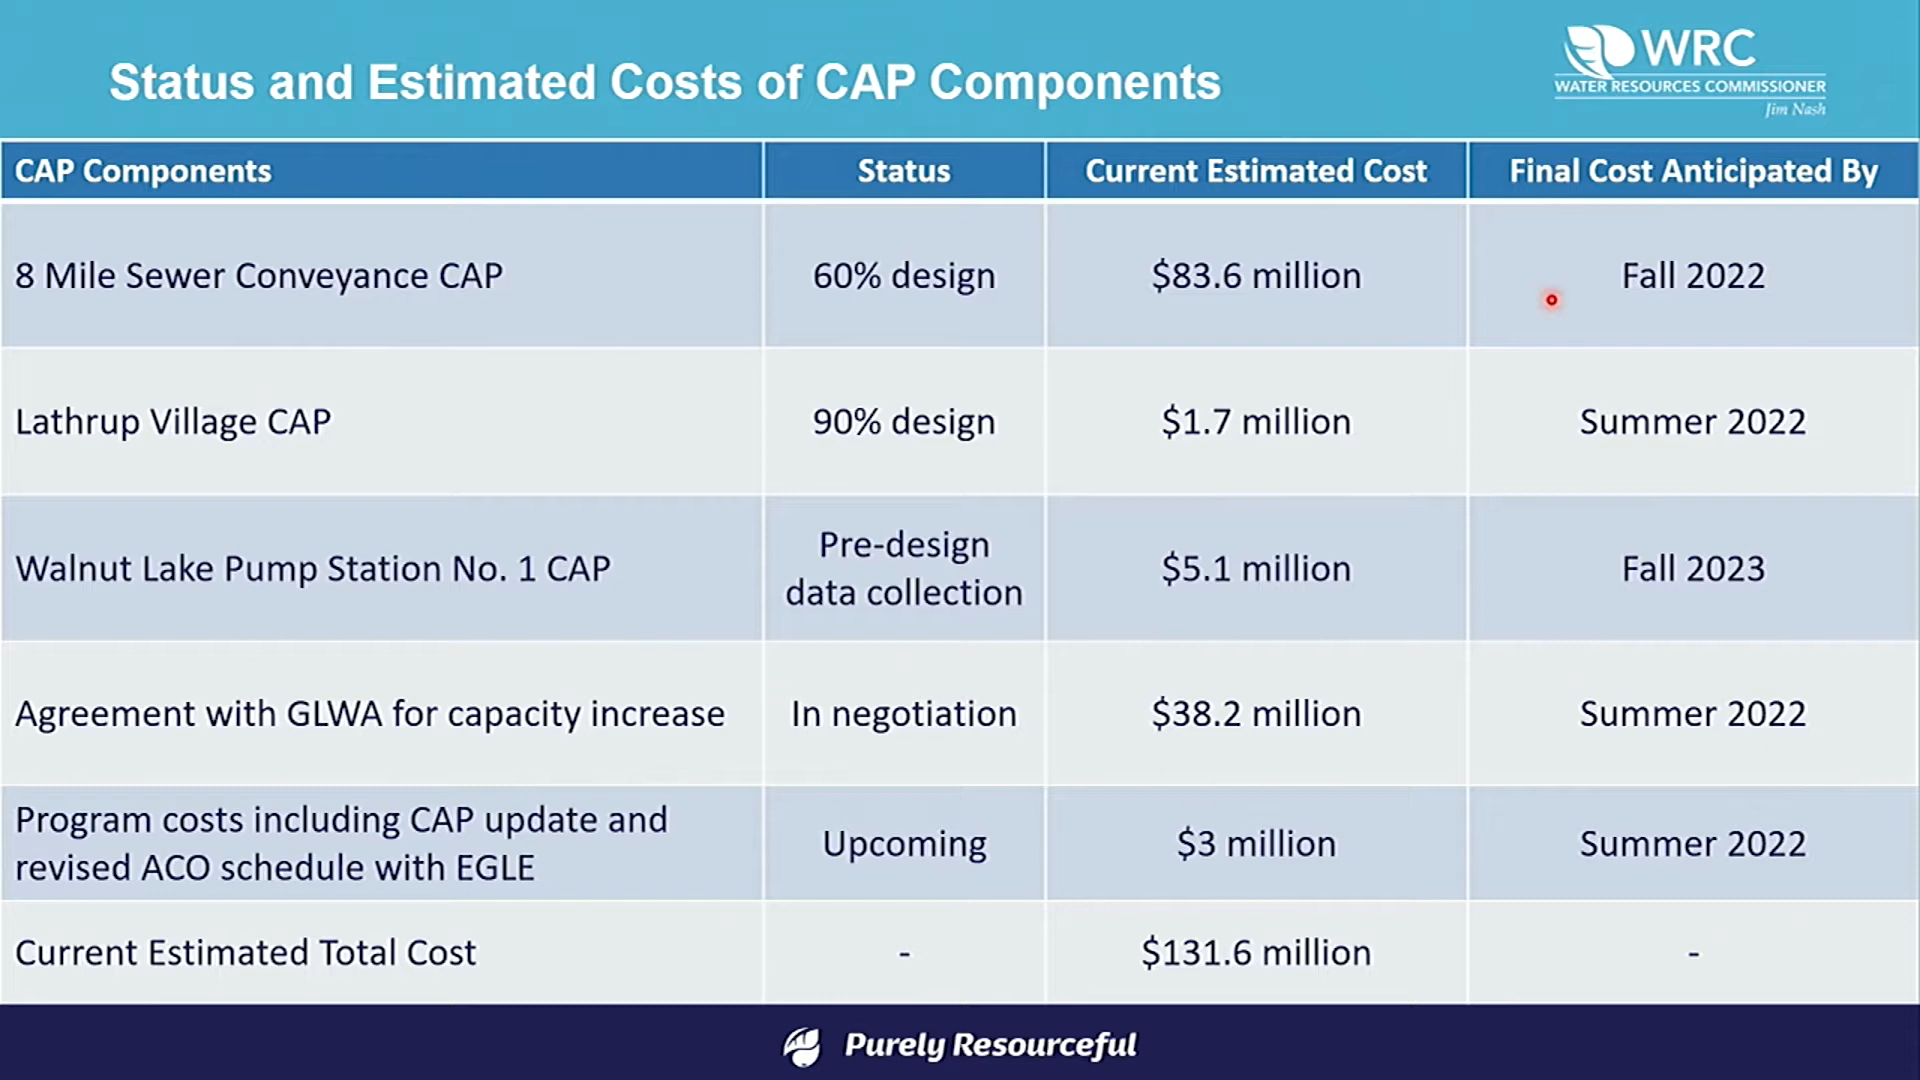 Status and Estimated Costs of CAP Components
WRC
WATER RESOURCES COMMISSIONER
Jim Nash
CAP Components Status Current Estimated Cost Final Cost Anticipated By
8 Mile Sewer Conveyance CAP 60% design $83.6 million Fall 2022
Lathrup Village CAP 90% design $1.7 million Summer 2022
Walnut Lake Pump Station No. 1 CAP Pre-design data collection $5.1 million Fall 2023
Agreement with GLWA for capacity increase In negotiation $38.2 million Summer 2022
Program costs including CAP update and
revised ACO schedule with EGLE Upcoming $3 million Summer 2022
Current Estimated Total Cost - $131.6 million -
Purely Resourceful